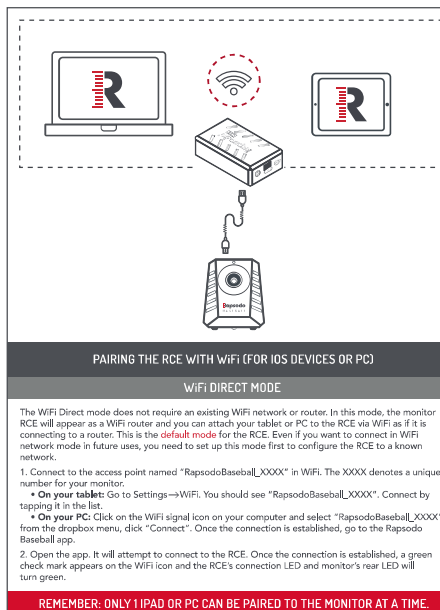 R
R
Rapsodo
PAIRING THE RCE WITH WiFi (FOR IOS DEVICES OR PC)
WiFi DIRECT MODE
The WiFi Direct mode does not require an existing WiFi network or router. In this mode, the monitor
RCE will appear as a WiFi router and you can attach your tablet or PC to the RCE via WiFi as if it is
connecting to a router. This is the default mode for the RCE. Even if you want to connect in WiFi
network mode in future uses, you need to set up this mode first to configure the RCE to a known
network.
1. Connect to the access point named "RapsodoBaseball_XXXX" in WiFi. The XXXX denotes a unique
number for your monitor.
• On your tablet: Go to Settings→WiFi. You should see "RapsodoBaseball_XXXX". Connect by
tapping it in the list.
• On your PC: Click on the WiFi signal icon on your computer and select "RapsodoBaseball_XXXX"
from the dropbox menu, click "Connect". Once the connection is established, go to the Rapsodo
Baseball app.
2. Open the app. It will attempt to connect to the RCE. Once the connection is established, a green
check mark appears on the WiFi icon and the RCE's connection LED and monitor's rear LED will
turn green.
REMEMBER: ONLY 1 IPAD OR PC CAN BE PAIRED TO THE MONITOR AT A TIME.